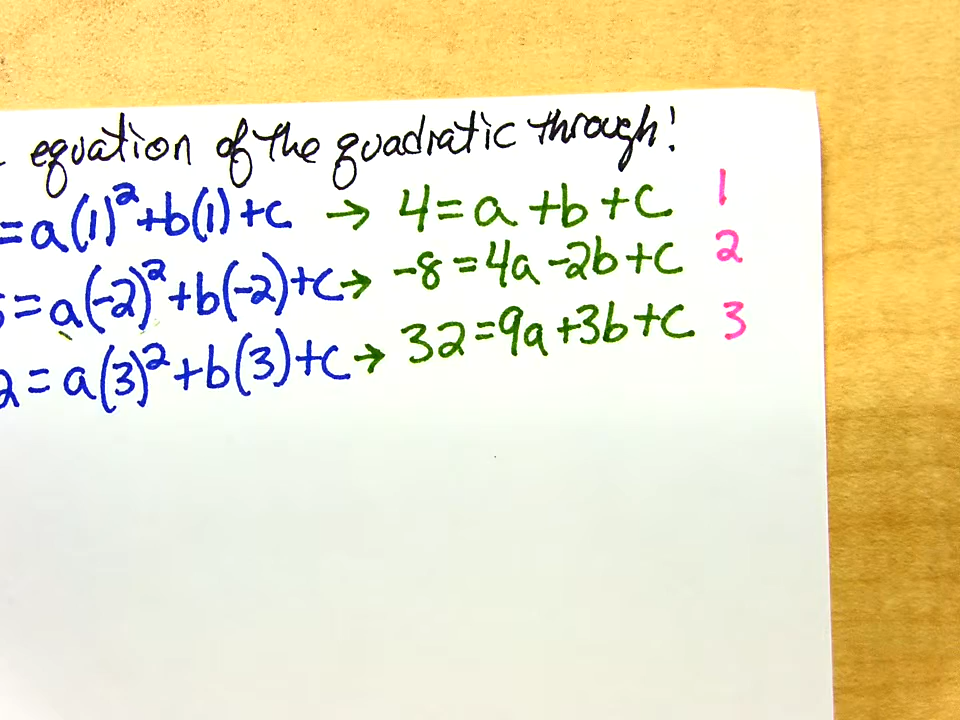 equation of the quadratic through!
= a(1)² + b(1) + c → 4 = a + b + c 1
= a(-2)² + b(-2) + c → -8 = 4a - 2b + c 2
2 = a(3)² + b(3) + c → 32 = 9a + 3b + c 3